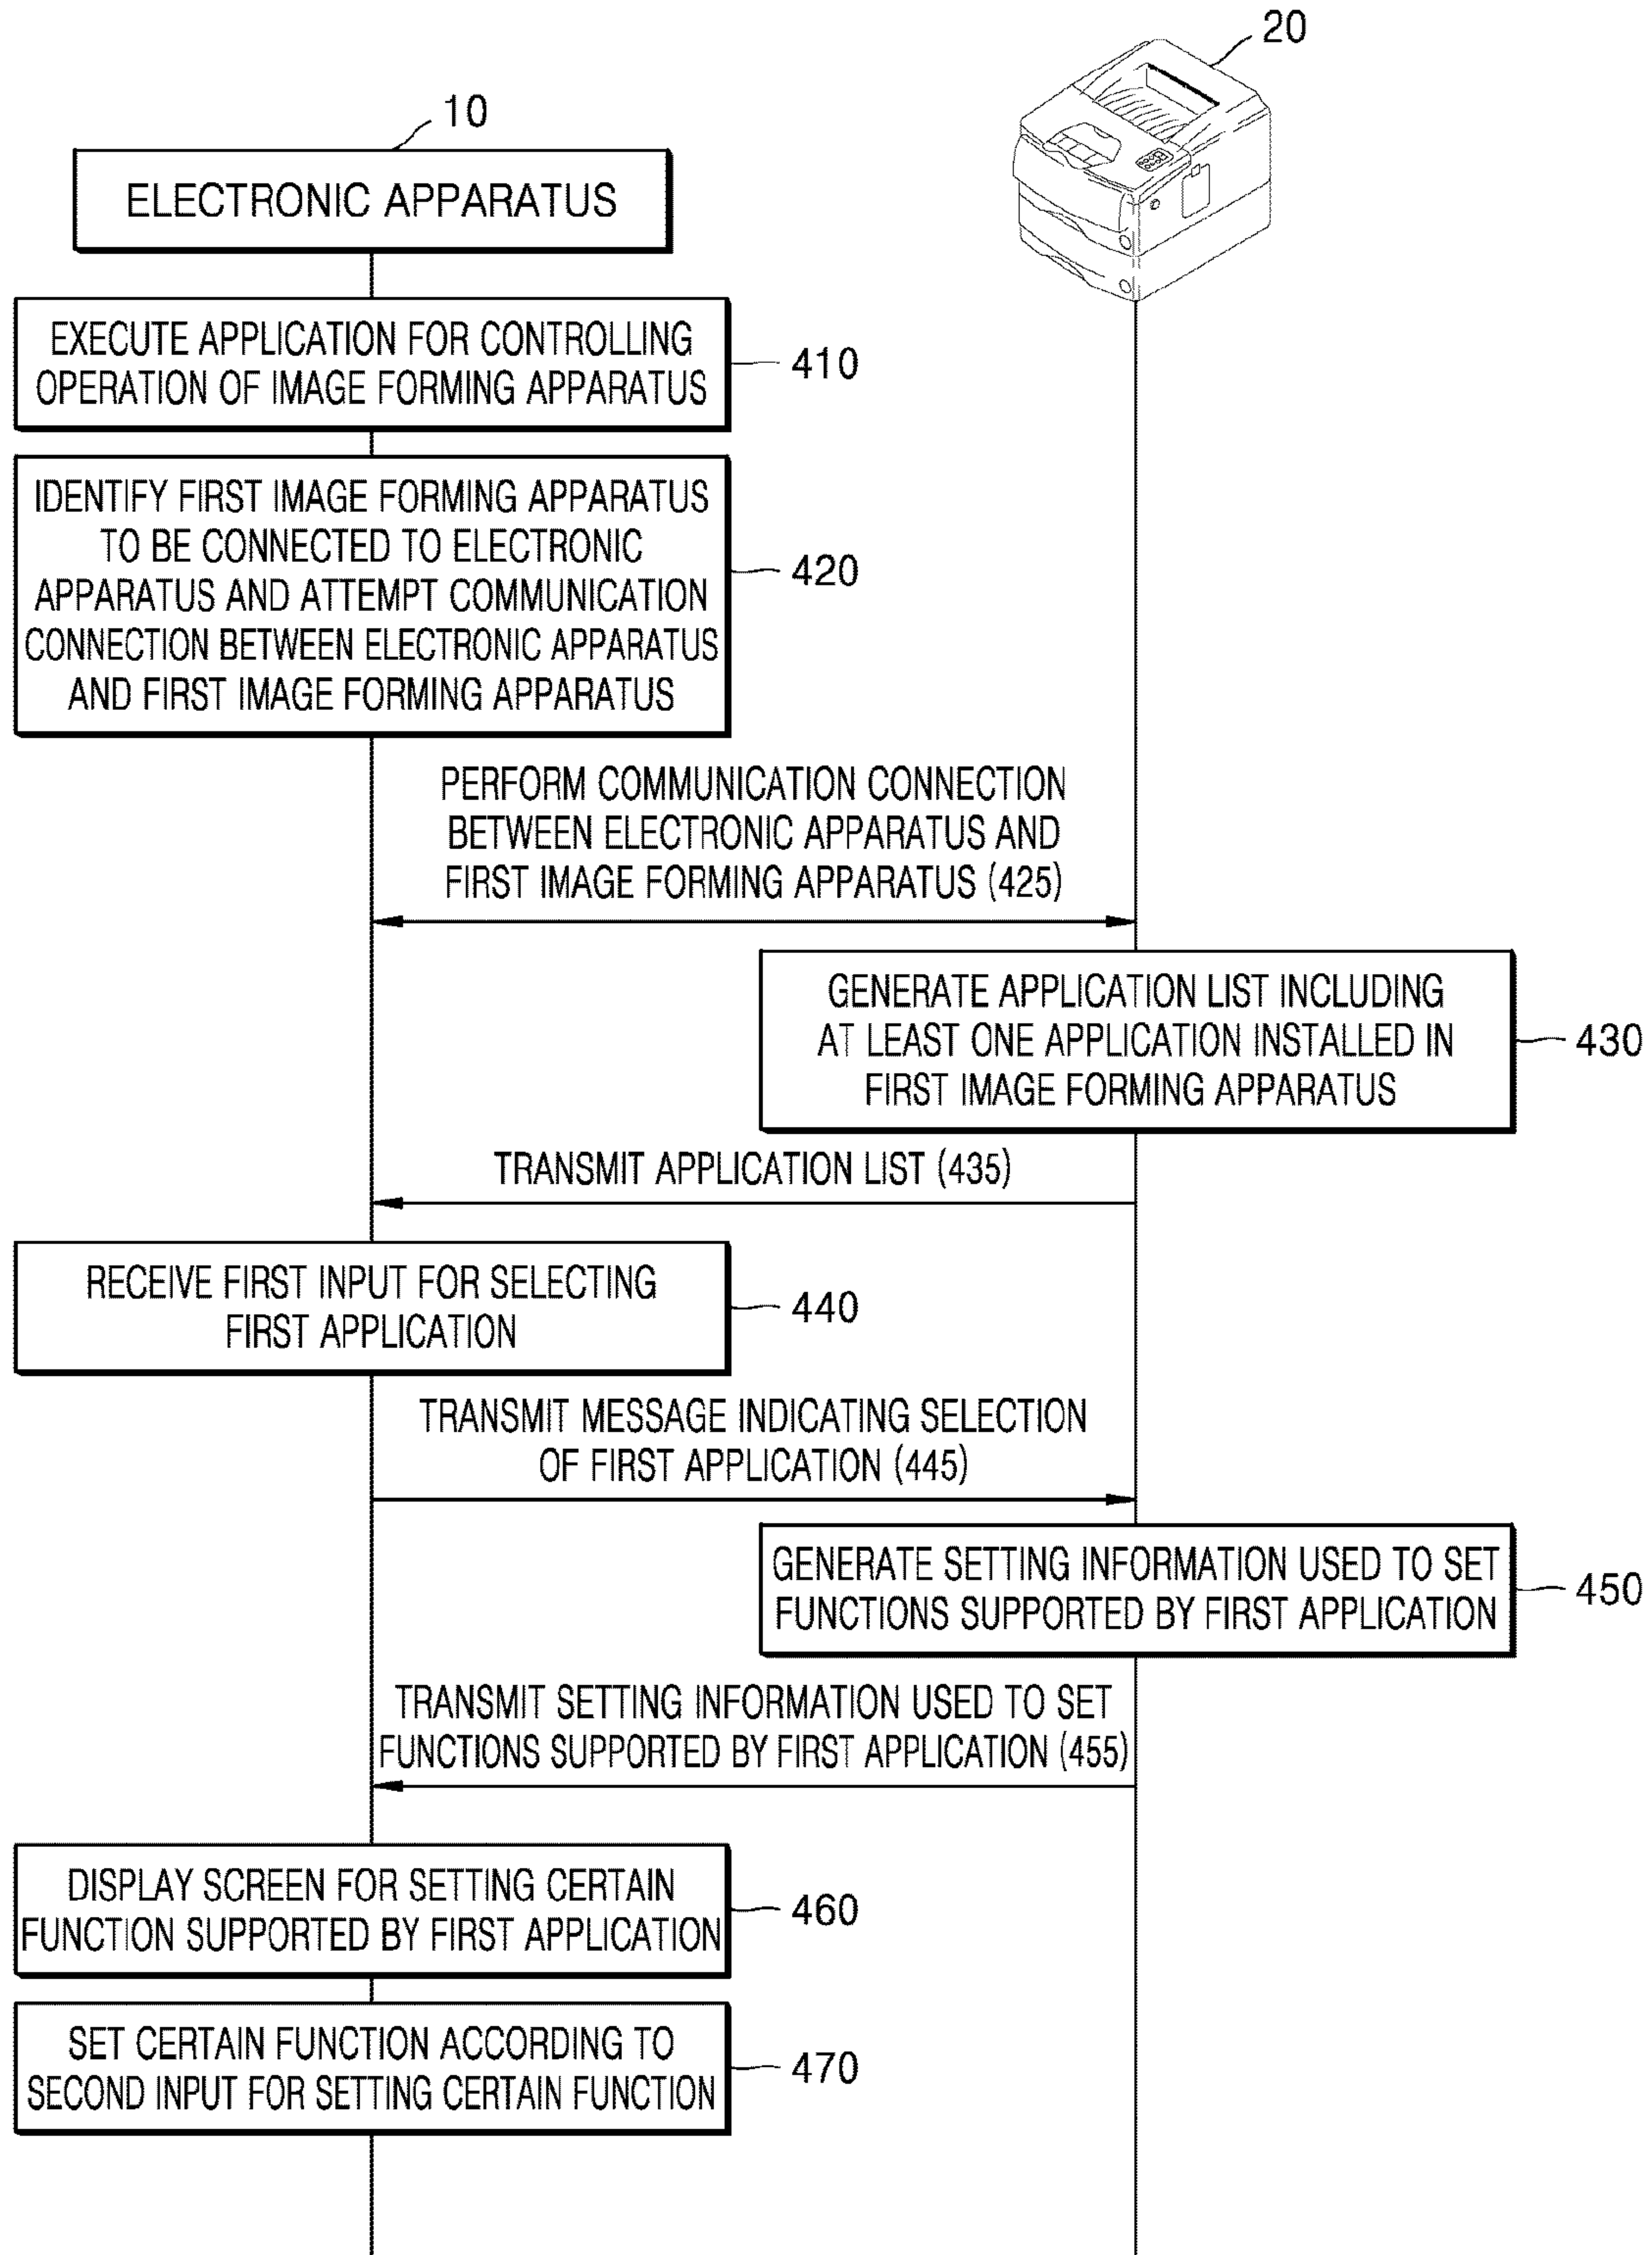 20
10
ELECTRONIC APPARATUS
EXECUTE APPLICATION FOR CONTROLLING
OPERATION OF IMAGE FORMING APPARATUS
410
IDENTIFY FIRST IMAGE FORMING APPARATUS
TO BE CONNECTED TO ELECTRONIC
APPARATUS AND ATTEMPT COMMUNICATION
CONNECTION BETWEEN ELECTRONIC APPARATUS
AND FIRST IMAGE FORMING APPARATUS
420
PERFORM COMMUNICATION CONNECTION
BETWEEN ELECTRONIC APPARATUS AND
FIRST IMAGE FORMING APPARATUS (425)
GENERATE APPLICATION LIST INCLUDING
AT LEAST ONE APPLICATION INSTALLED IN
FIRST IMAGE FORMING APPARATUS
430
TRANSMIT APPLICATION LIST (435)
RECEIVE FIRST INPUT FOR SELECTING
FIRST APPLICATION
440
TRANSMIT MESSAGE INDICATING SELECTION
OF FIRST APPLICATION (445)
GENERATE SETTING INFORMATION USED TO SET
FUNCTIONS SUPPORTED BY FIRST APPLICATION
450
TRANSMIT SETTING INFORMATION USED TO SET
FUNCTIONS SUPPORTED BY FIRST APPLICATION (455)
DISPLAY SCREEN FOR SETTING CERTAIN
FUNCTION SUPPORTED BY FIRST APPLICATION
460
SET CERTAIN FUNCTION ACCORDING TO
SECOND INPUT FOR SETTING CERTAIN FUNCTION
470